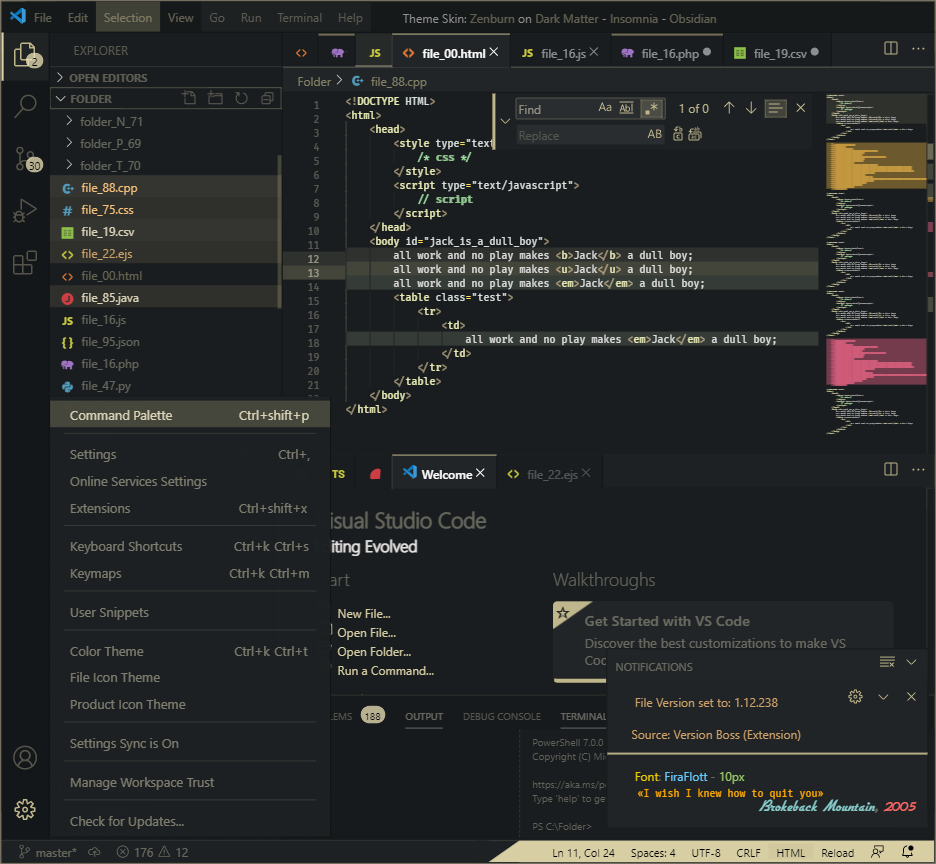 File Edit Selection View Go Run Terminal Help Theme Skin: Zenburn on Dark Matter - Insomnia - Obsidian
2
EXPLORER
JS file_00.html JS file_16.js file_16.php file_19.csv
OPEN EDITORS
Folder file_88.cpp
FOLDER
folder_N_71
folder_P_69
folder_T_70
file_88.cpp
# file_75.css
file_19.csv
file_22.ejs
file_00.html
J file_85.java
JS file_16.js
{} file_95.json
file_16.php
file_47.py
30
Find Aa Abl .* 1 of 0
Replace AB
1 <!DOCTYPE HTML>
2 <html>
3 <head>
4 <style type="text
5 /* css */
6 </style>
7 <script type="text/javascript">
8 // script
9 </script>
10 </head>
11 <body id="jack_is_a_dull_boy">
12 all work and no play makes <b>Jack</b> a dull boy;
13 all work and no play makes <u>Jack</u> a dull boy;
14 all work and no play makes <em>Jack</em> a dull boy;
15 <table class="test">
16 <tr>
17 <td>
18 all work and no play makes <em>Jack</em> a dull boy;
19 </td>
20 </tr>
21 </table>
</body>
</html>
Command Palette Ctrl+shift+p
Settings Ctrl+,
Online Services Settings
Extensions Ctrl+shift+x
Keyboard Shortcuts Ctrl+k Ctrl+s
Keymaps Ctrl+k Ctrl+m
User Snippets
Color Theme Ctrl+k Ctrl+t
File Icon Theme
Product Icon Theme
Settings Sync is On
Manage Workspace Trust
Check for Updates...
TS Welcome file_22.ejs
isual Studio Code
iting Evolved
art
New File...
Open File...
Open Folder...
Run a Command...
Walkthroughs
Get Started with VS Code
Discover the best customizations to make VS
Coc
NOTIFICATIONS
File Version set to: 1.12.238
Source: Version Boss (Extension)
Font: FiraFlott - 10px
«I wish I knew how to quit you»
Brokeback Mountain, 2005
LEMS 188 OUTPUT DEBUG CONSOLE TERMINAL
PowerShell 7.0.0
Copyright (C) Mi
https://aka.ms/p
Type 'help' to ge
PS C:\Folder>
master* 176 12 Ln 11, Col 24 Spaces: 4 UTF-8 CRLF HTML Reload